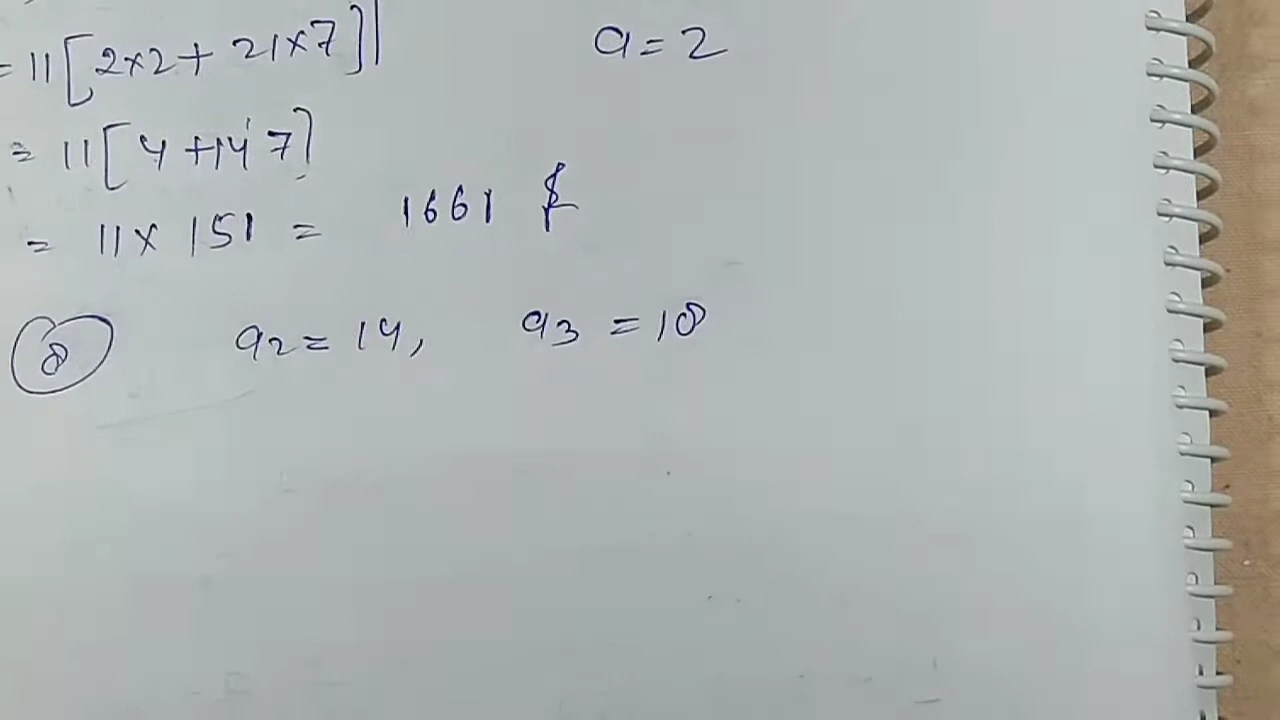 = 11 [ 2×2 + 21×7 ] a = 2
= 11 [ 4 + 147 ]
= 11 × 151 = 1661
8 a2 = 14, a3 = 18